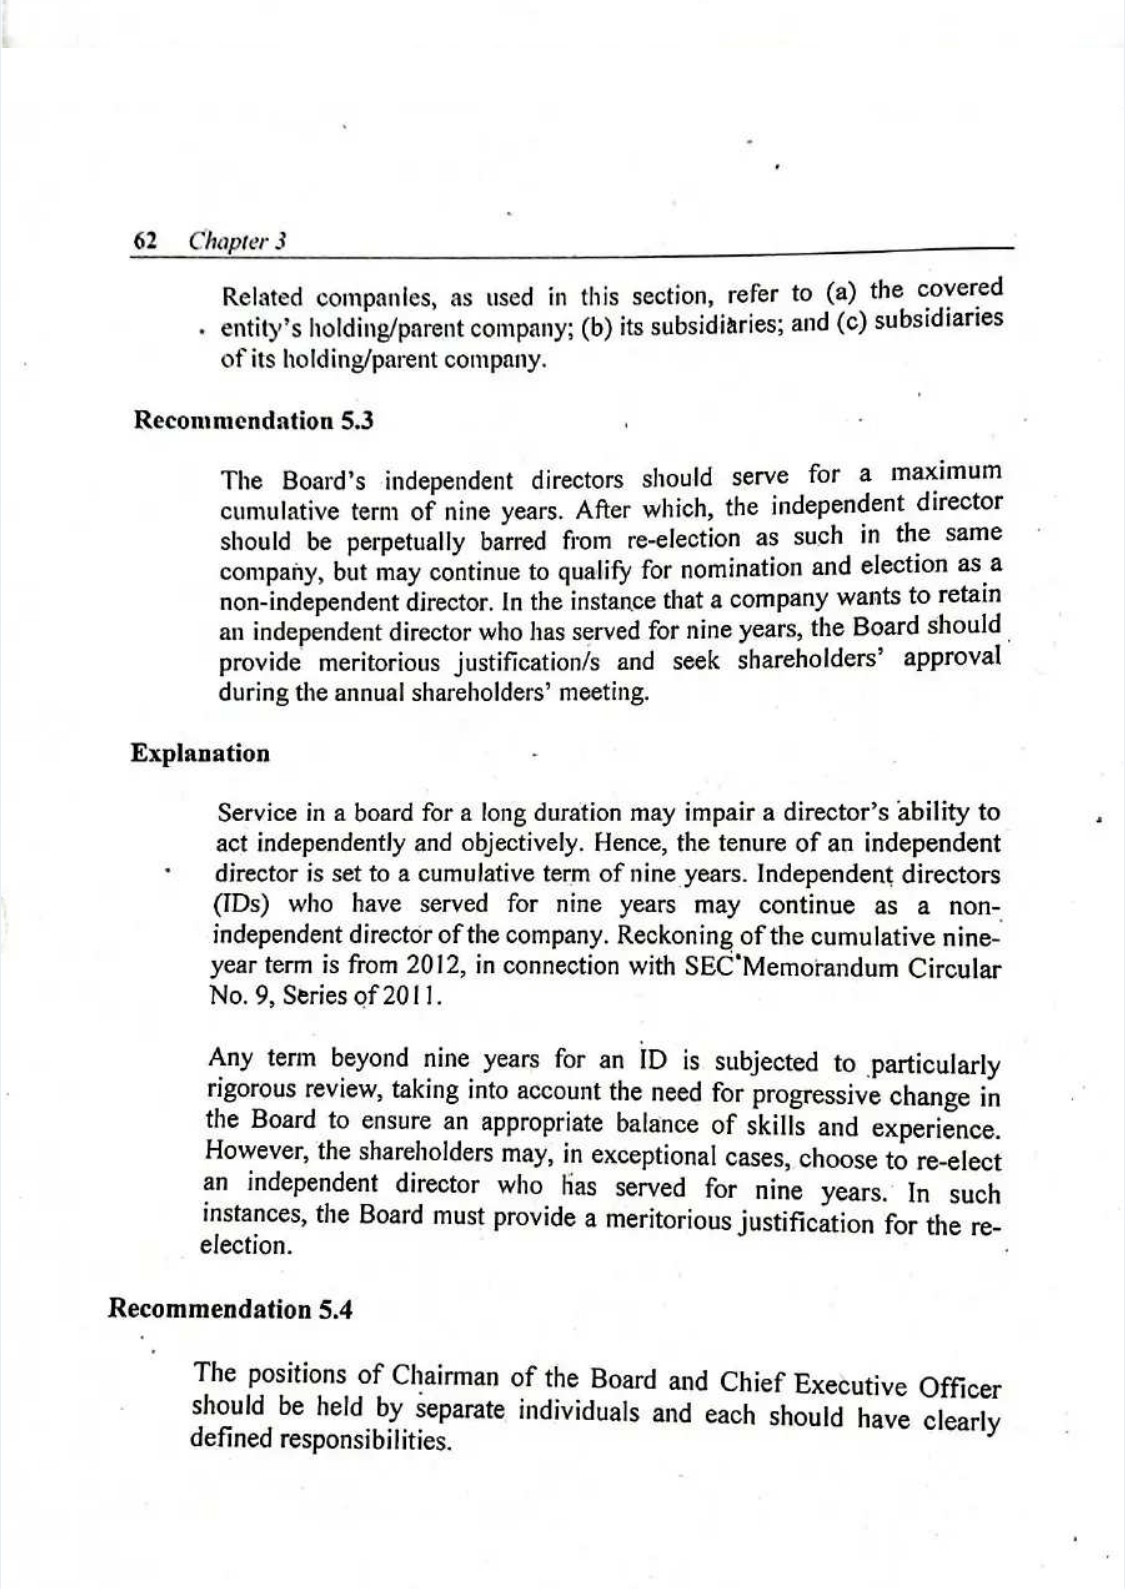 62 Chapter 3
Related companies, as used in this section, refer to (a) the covered
entity's holding/parent company; (b) its subsidiaries; and (c) subsidiaries
of its holding/parent company.
Recommendation 5.3
The Board's independent directors should serve for a maximum
cumulative term of nine years. After which, the independent director
should be perpetually barred from re-election as such in the same
company, but may continue to qualify for nomination and election as a
non-independent director. In the instance that a company wants to retain
an independent director who has served for nine years, the Board should
provide meritorious justification/s and seek shareholders' approval
during the annual shareholders' meeting.
Explanation
Service in a board for a long duration may impair a director's ability to
act independently and objectively. Hence, the tenure of an independent
director is set to a cumulative term of nine years. Independent directors
(IDs) who have served for nine years may continue as a non-
independent director of the company. Reckoning of the cumulative nine-
year term is from 2012, in connection with SEC Memorandum Circular
No. 9, Series of 2011.
Any term beyond nine years for an ID is subjected to particularly
rigorous review, taking into account the need for progressive change in
the Board to ensure an appropriate balance of skills and experience.
However, the shareholders may, in exceptional cases, choose to re-elect
an independent director who has served for nine years. In such
instances, the Board must provide a meritorious justification for the re-
election.
Recommendation 5.4
The positions of Chairman of the Board and Chief Executive Officer
should be held by separate individuals and each should have clearly
defined responsibilities.